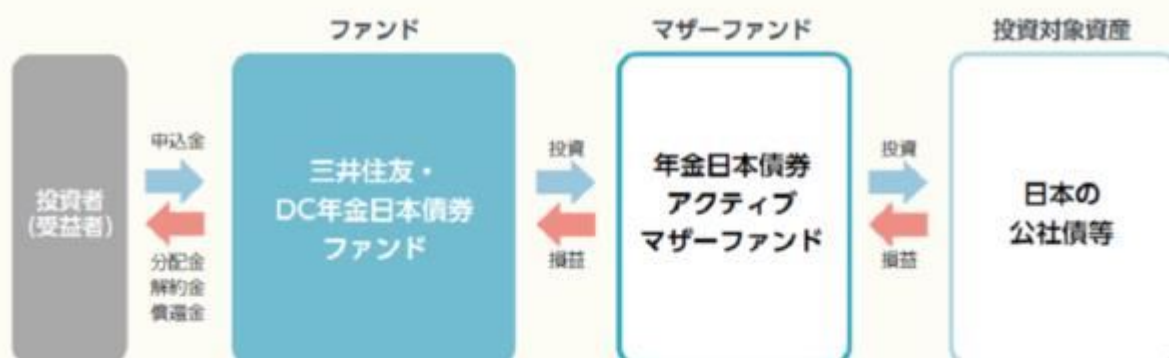 ファンド
マザーファンド
投資対象資産
投資者
(受益者)
申込金
分配金
解約金
償還金
三井住友・
DC年金日本債券
ファンド
投資
損益
年金日本債券
アクティブ
マザーファンド
投資
損益
日本の
公社債等